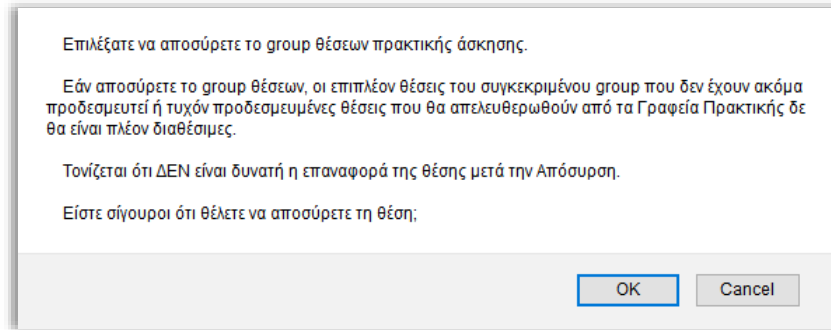 Επιλέξατε να αποσύρετε το group θέσεων πρακτικής άσκησης.
Εάν αποσύρετε το group θέσεων, οι επιπλέον θέσεις του συγκεκριμένου group που δεν έχουν ακόμα
προδεσμευτεί ή τυχόν προδεσμευμένες θέσεις που θα απελευθερωθούν από τα Γραφεία Πρακτικής δε
θα είναι πλέον διαθέσιμες.
Τονίζεται ότι ΔΕΝ είναι δυνατή η επαναφορά της θέσης μετά την Απόσυρση.
Είστε σίγουροι ότι θέλετε να αποσύρετε τη θέση;
OK Cancel